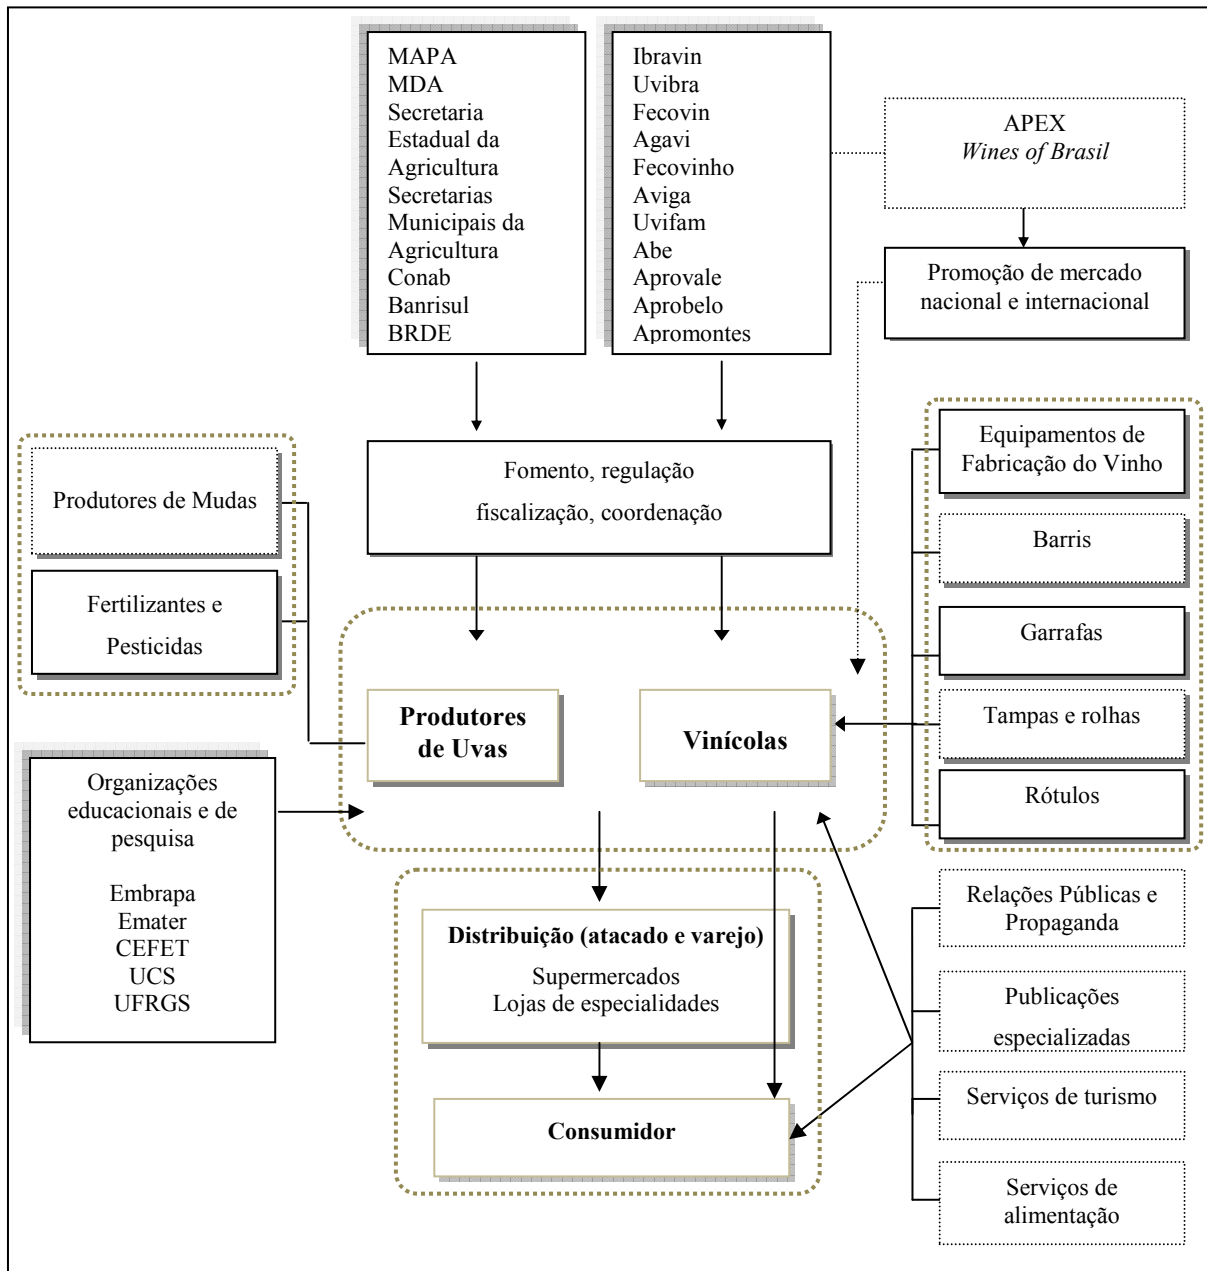 MAPA
MDA
Secretaria
Estadual da
Agricultura
Secretarias
Municipais da
Agricultura
Conab
Banrisul
BRDE
Ibravin
Uvibra
Fecovin
Agavi
Fecovinho
Aviga
Uvifam
Abe
Aprovale
Aprobelo
Apromontes
APEX
Wines of Brasil
Promoção de mercado
nacional e internacional
Fomento, regulação
fiscalização, coordenação
Produtores de Mudas
Fertilizantes e
Pesticidas
Equipamentos de
Fabricação do Vinho
Barris
Garrafas
Tampas e rolhas
Rótulos
Produtores
de Uvas
Vinícolas
Organizações
educacionais e de
pesquisa
Embrapa
Emater
CEFET
UCS
UFRGS
Distribuição (atacado e varejo)
Supermercados
Lojas de especialidades
Consumidor
Relações Públicas e
Propaganda
Publicações
especializadas
Serviços de turismo
Serviços de
alimentação